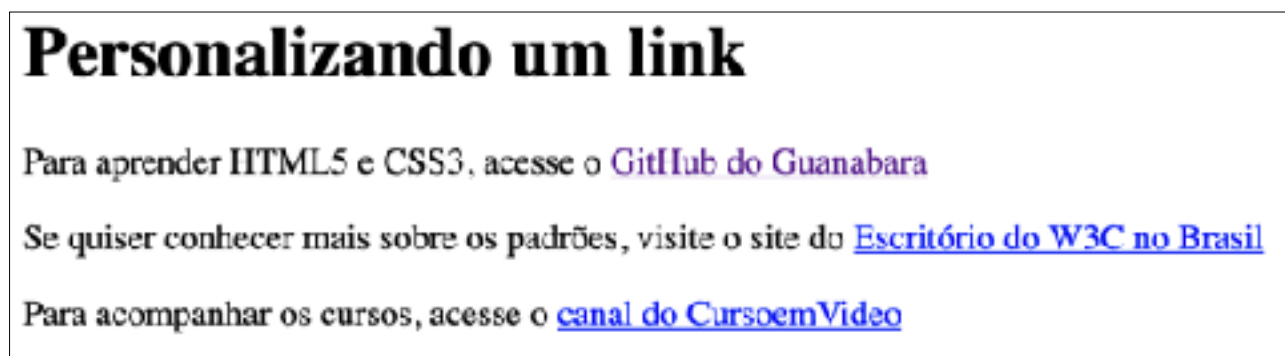 Personalizando um link
Para aprender HTML5 e CSS3, acesse o GitHub do Guanabara
Se quiser conhecer mais sobre os padrões, visite o site do Escritório do W3C no Brasil
Para acompanhar os cursos, acesse o canal do CursoemVideo